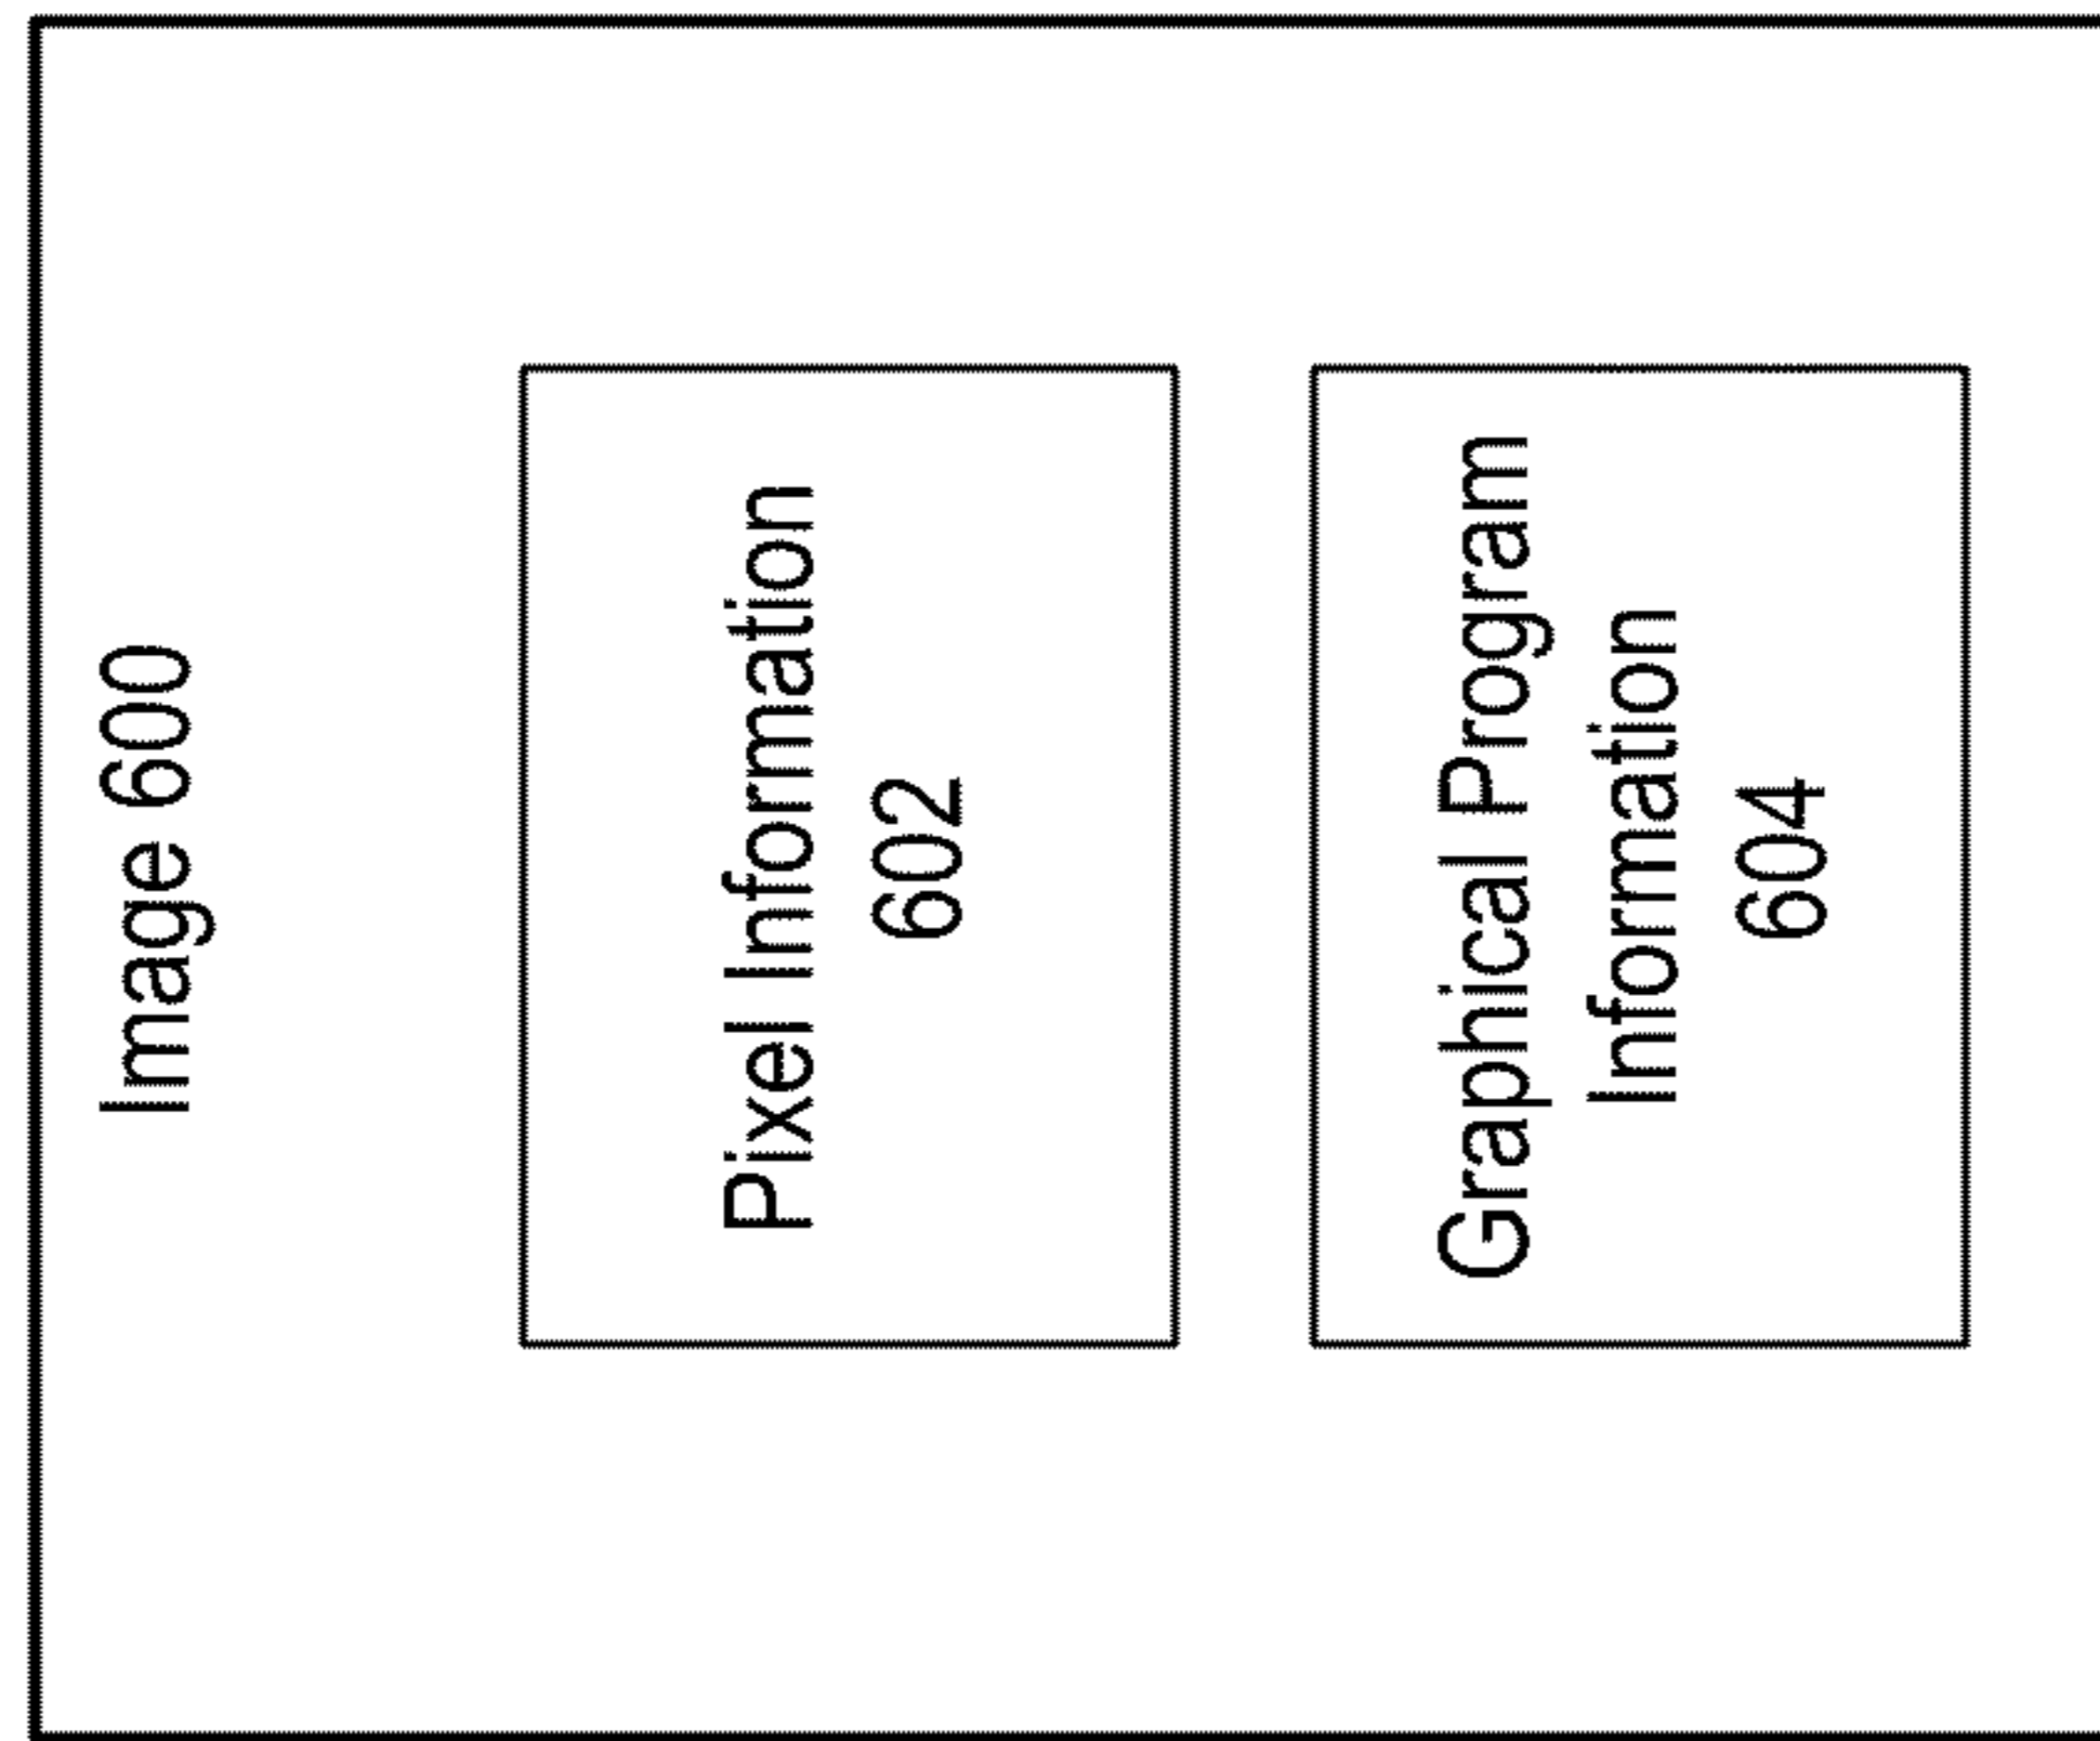 Image 600
Pixel Information
602
Graphical Program
Information
604